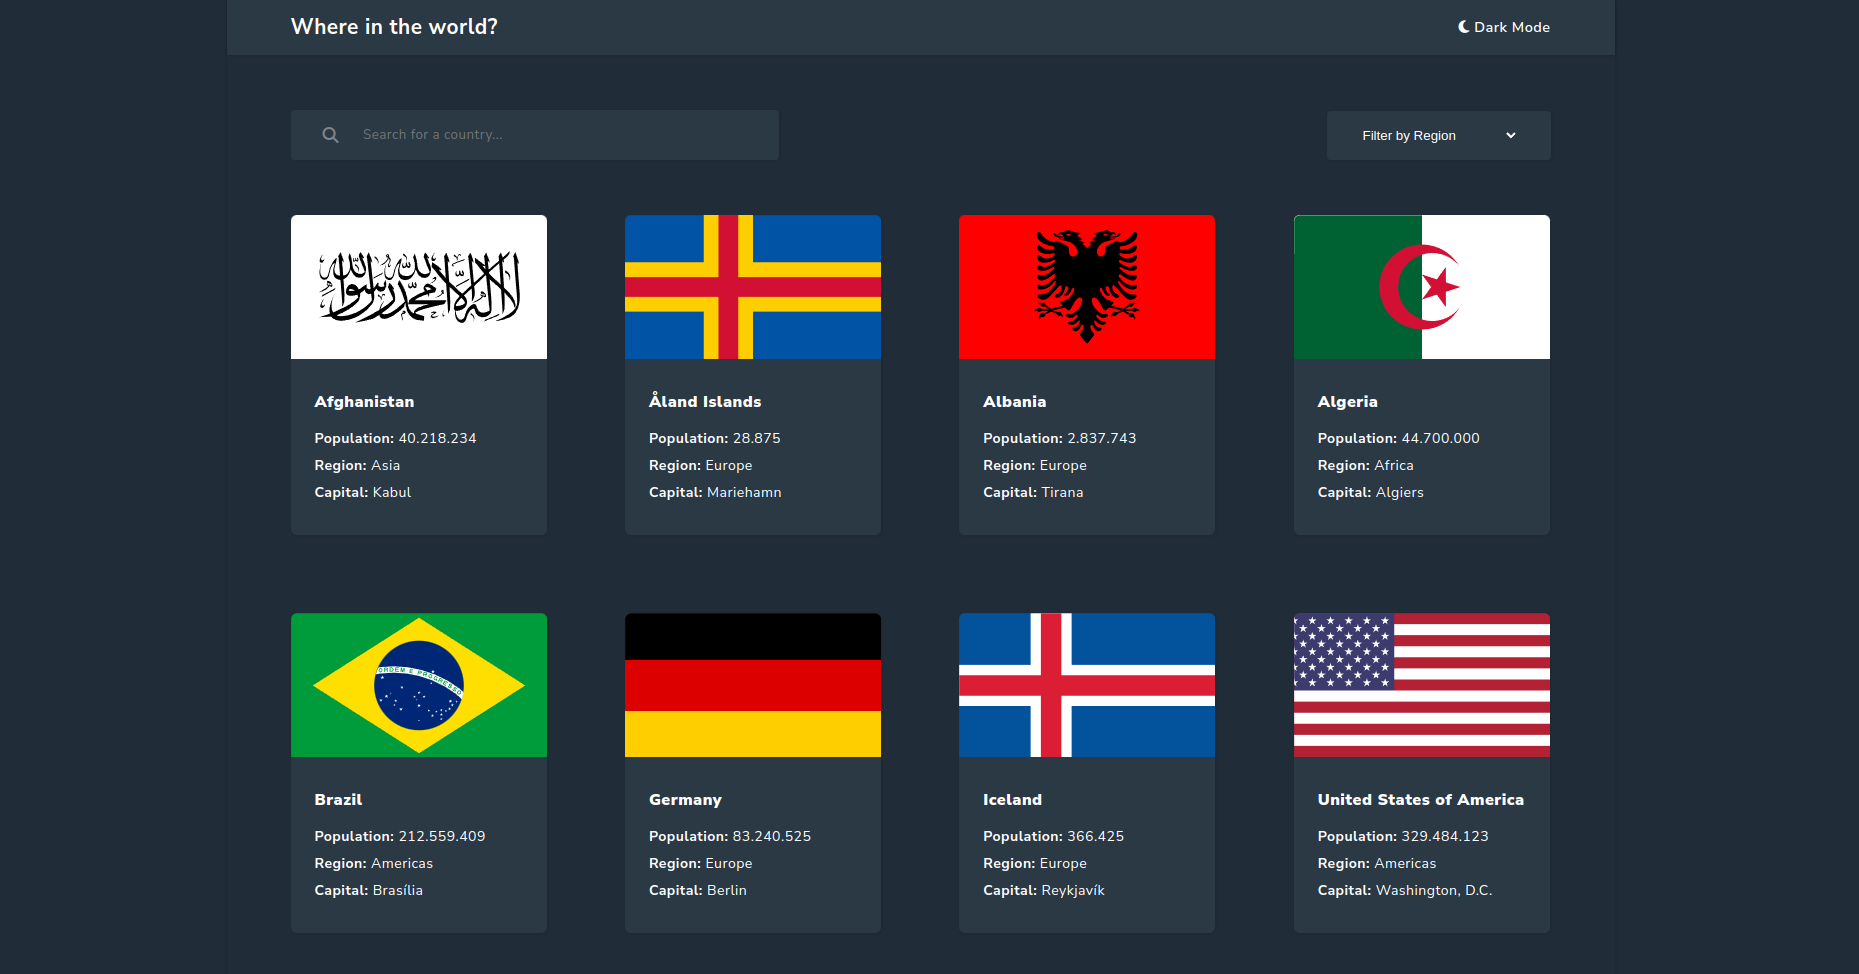 Where in the world?
Dark Mode
Search for a country...
Filter by Region
لا إله إلا الله محمد رسول الله
Afghanistan
Population: 40.218.234
Region: Asia
Capital: Kabul
Åland Islands
Population: 28.875
Region: Europe
Capital: Mariehamn
Albania
Population: 2.837.743
Region: Europe
Capital: Tirana
Algeria
Population: 44.700.000
Region: Africa
Capital: Algiers
ORDEM E PROGRESSO
Brazil
Population: 212.559.409
Region: Americas
Capital: Brasília
Germany
Population: 83.240.525
Region: Europe
Capital: Berlin
Iceland
Population: 366.425
Region: Europe
Capital: Reykjavík
United States of America
Population: 329.484.123
Region: Americas
Capital: Washington, D.C.